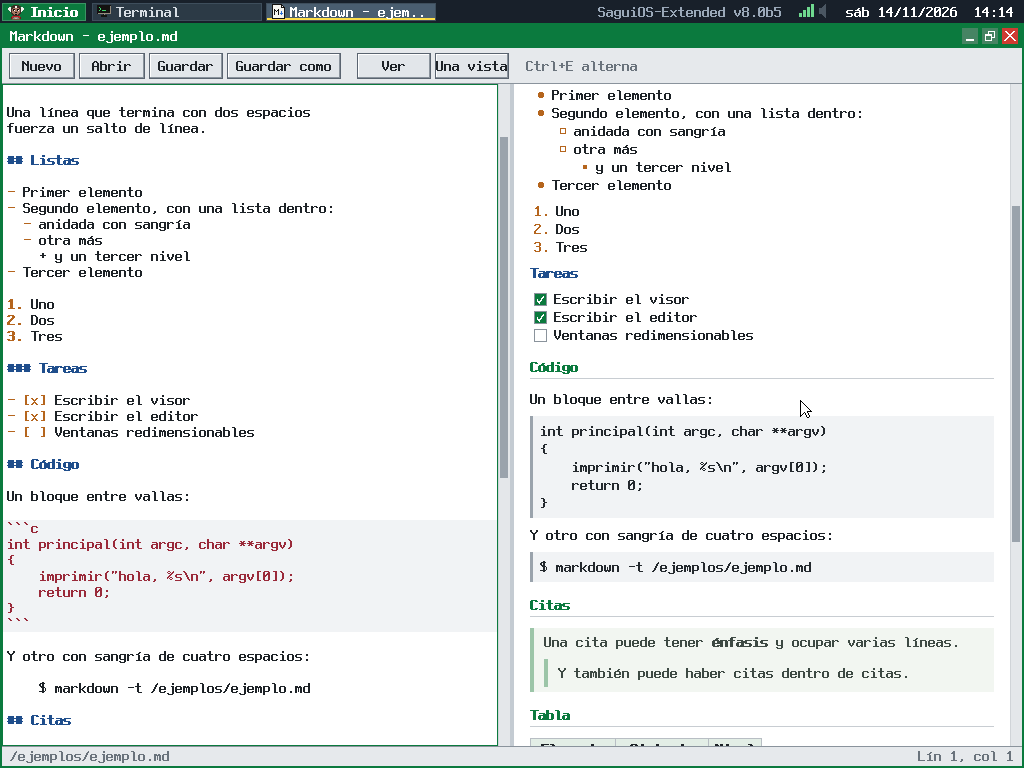 Inicio
Terminal
Markdown - ejem..
SaguiOS-Extended v8.0b5
sáb 14/11/2026 14:14
Markdown - ejemplo.md
Nuevo
Abrir
Guardar
Guardar como
Ver
Una vista
Ctrl+E alterna
Una línea que termina con dos espacios
fuerza un salto de línea.
## Listas
- Primer elemento
- Segundo elemento, con una lista dentro:
  - anidada con sangría
  - otra más
    + y un tercer nivel
- Tercer elemento
1. Uno
2. Dos
3. Tres
### Tareas
- [x] Escribir el visor
- [x] Escribir el editor
- [ ] Ventanas redimensionables
## Código
Un bloque entre vallas:
```c
int principal(int argc, char **argv)
{
    imprimir("hola, %s\n", argv[0]);
    return 0;
}
```
Y otro con sangría de cuatro espacios:
    $ markdown -t /ejemplos/ejemplo.md
## Citas
Primer elemento
Segundo elemento, con una lista dentro:
anidada con sangría
otra más
y un tercer nivel
Tercer elemento
1. Uno
2. Dos
3. Tres
Tareas
Escribir el visor
Escribir el editor
Ventanas redimensionables
Código
Un bloque entre vallas:
int principal(int argc, char **argv)
{
    imprimir("hola, %s\n", argv[0]);
    return 0;
}
Y otro con sangría de cuatro espacios:
$ markdown -t /ejemplos/ejemplo.md
Citas
Una cita puede tener énfasis y ocupar varias líneas.
Y también puede haber citas dentro de citas.
Tabla
/ejemplos/ejemplo.md
Lín 1, col 1